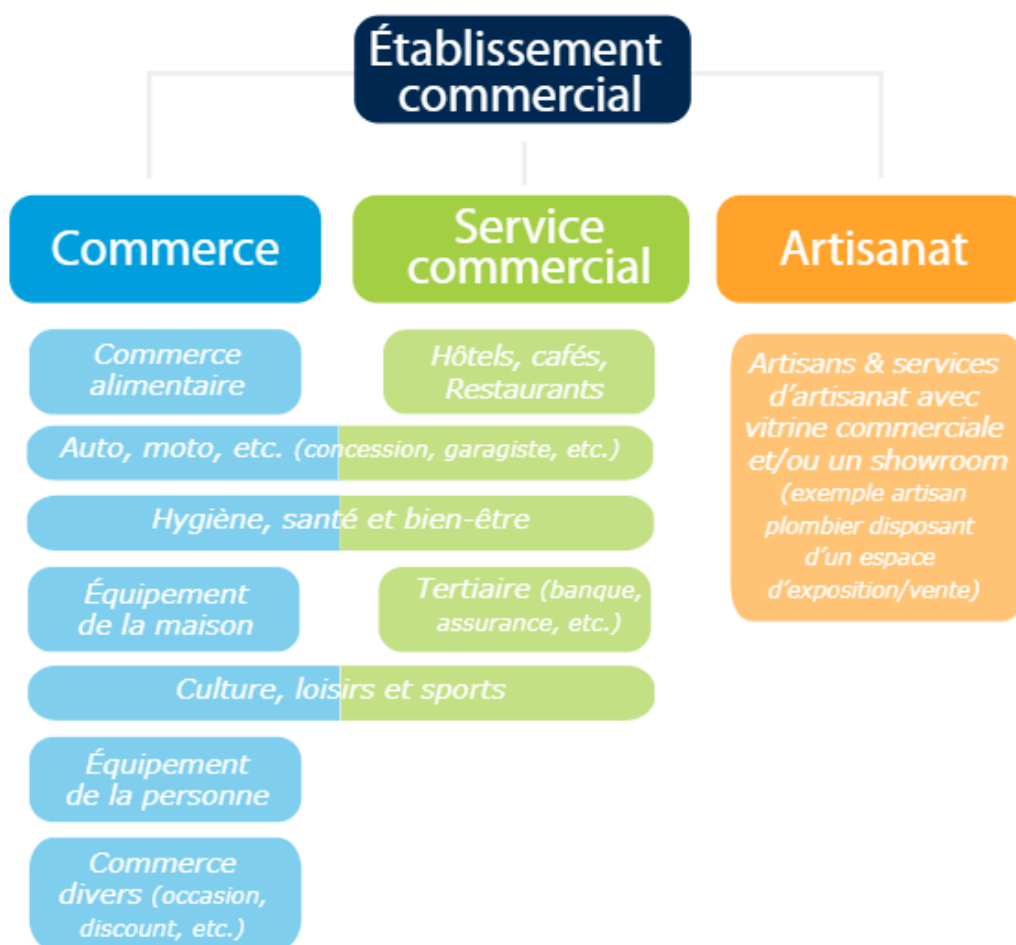 Établissement
commercial
Commerce
Service
commercial
Artisanat
Commerce
alimentaire
Hôtels, cafés,
Restaurants
Artisans & services
d'artisanat avec
vitrine commerciale
et/ou un showroom
(exemple artisan
plombier disposant
d'un espace
d'exposition/vente)
Auto, moto, etc. (concession, garagiste, etc.)
Hygiène, santé et bien-être
Équipement
de la maison
Tertiaire (banque,
assurance, etc.)
Culture, loisirs et sports
Équipement
de la personne
Commerce
divers (occasion,
discount, etc.)